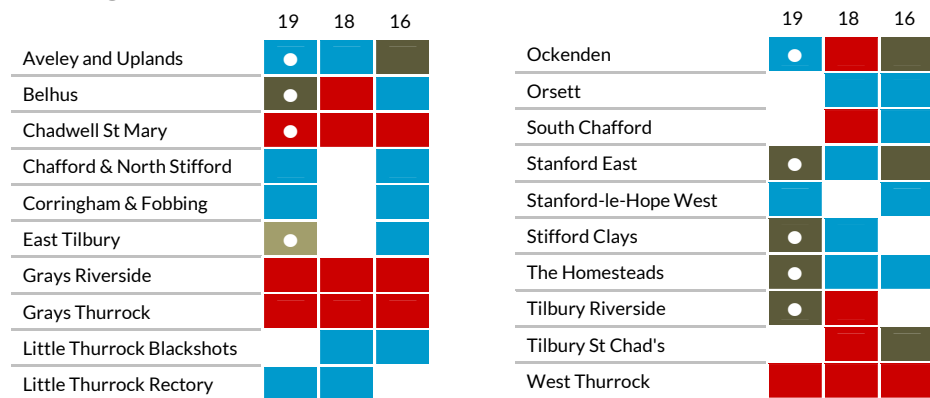 19 18 16
Aveley and Uplands
Belhus
Chadwell St Mary
Chafford & North Stifford
Corringham & Fobbing
East Tilbury
Grays Riverside
Grays Thurrock
Little Thurrock Blackshots
Little Thurrock Rectory
19 18 16
Ockenden
Orsett
South Chafford
Stanford East
Stanford-le-Hope West
Stifford Clays
The Homesteads
Tilbury Riverside
Tilbury St Chad's
West Thurrock